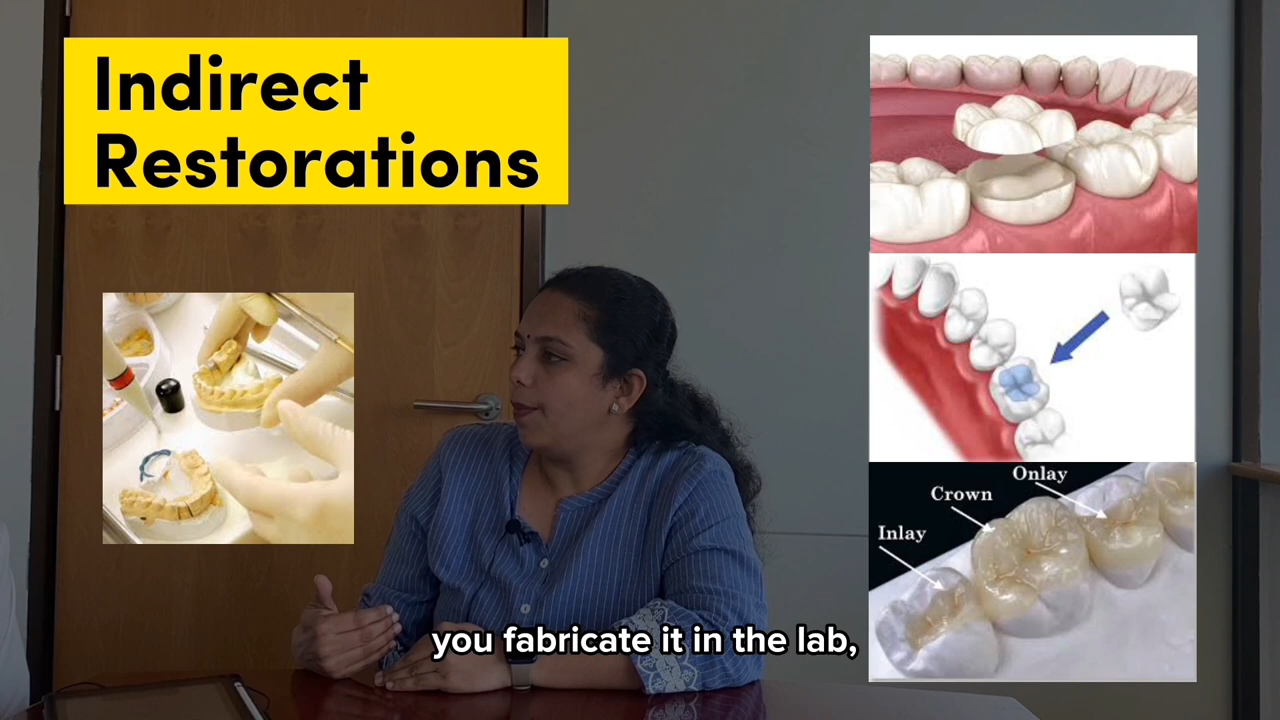 Indirect
Restorations
Onlay
Crown
Inlay
you fabricate it in the lab,